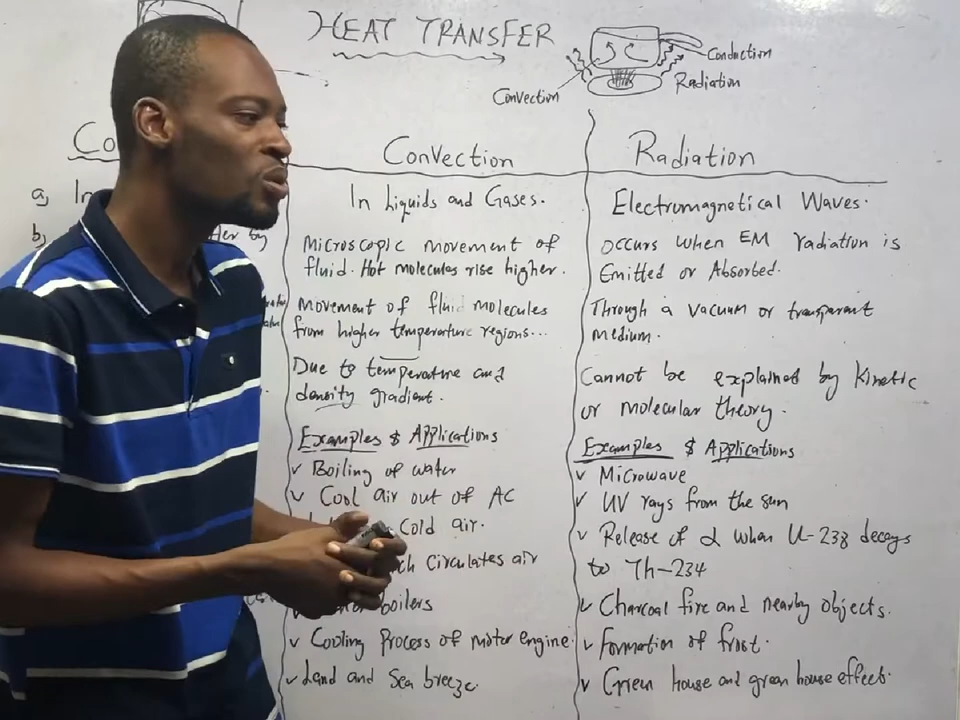 HEAT TRANSFER
Conduction
Convection
Radiation
Co
a, In
b,
er by
Convection
In Liquids and Gases.
Microscopic movement of
fluid. Hot molecules rise higher.
Movement of fluid molecules
from higher temperature regions...
Due to temperature and
density gradient.
Examples & Applications
✓ Boiling of water
✓ Cool air out of AC
Cold air.
ch Circulates air
boilers
✓ Cooling Process of motor engine
✓ Land and Sea breeze.
Radiation
Electromagnetical Waves.
Occurs when EM radiation is
Emitted or Absorbed.
Through a vacuum or transparent
medium.
Cannot be explained by Kinetic
or molecular theory.
Examples & Applications
✓ Microwave
✓ UV rays from the sun
✓ Release of α when U-238 decays
to Th-234
✓ Charcoal fire and nearby objects.
✓ Formation of frost.
✓ Green house and green house effects.